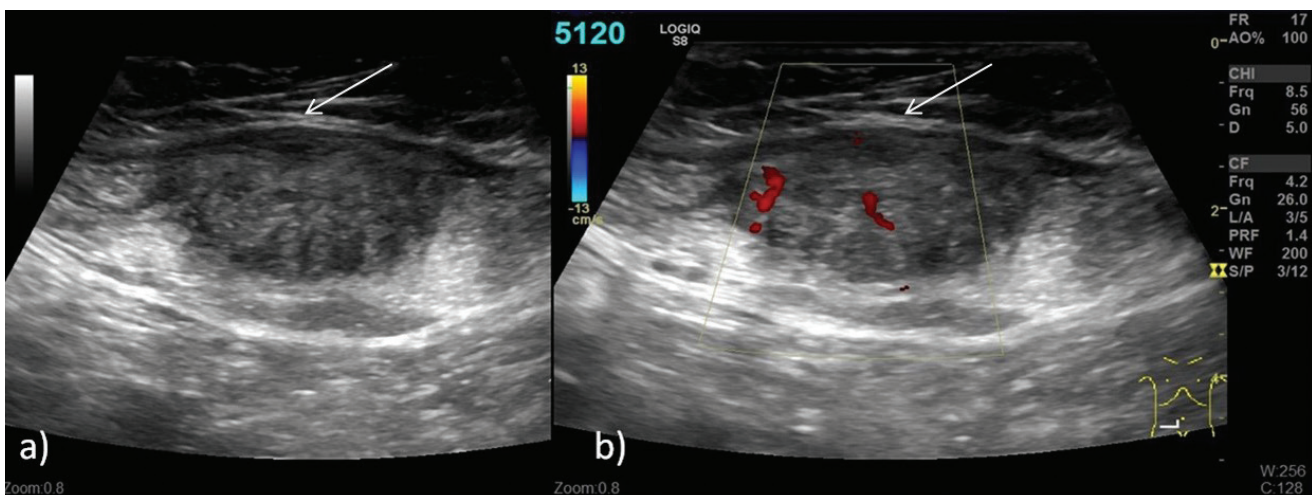 5120
LOGIQ
S8
13
-13
cm/s
0
2
4
FR 17
AO% 100
CHI
Frq 8.5
Gn 56
D 5.0
CF
Frq 4.2
Gn 26.0
L/A 3/5
PRF 1.4
WF 200
S/P 3/12
L
a)
b)
Zoom:0.8
Zoom:0.8
W:256
C:128